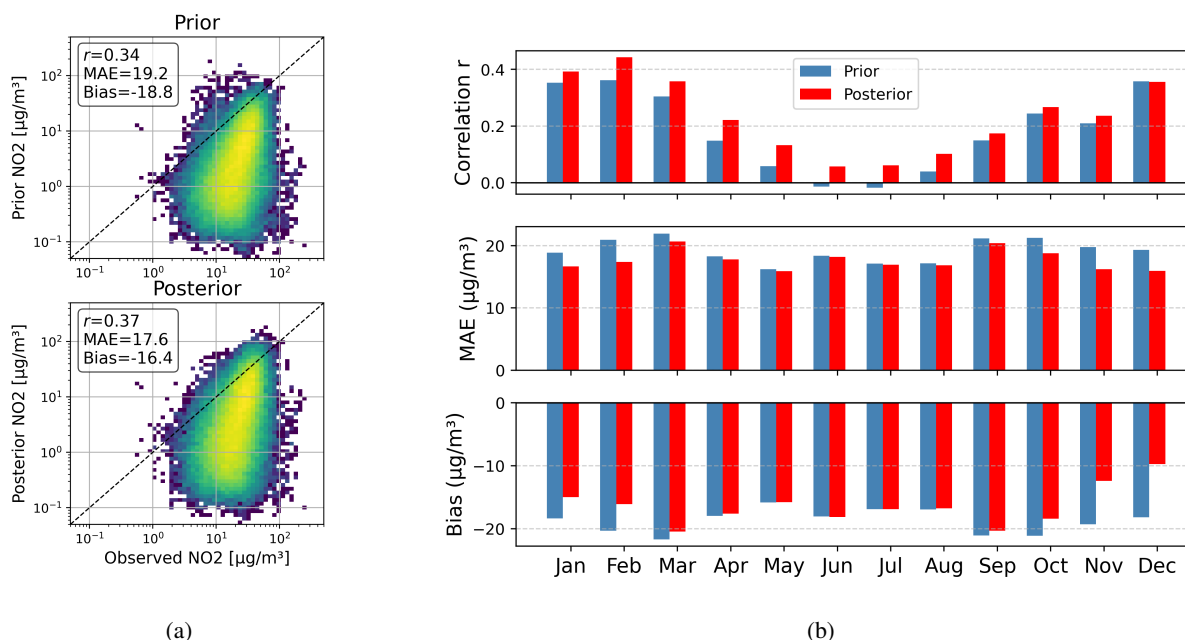 Prior
r=0.34
MAE=19.2
Bias=-18.8
Prior NO2 [µg/m³]
10²
10¹
10⁰
10⁻¹
10⁻¹
10⁰
10¹
10²
Posterior
r=0.37
MAE=17.6
Bias=-16.4
Posterior NO2 [µg/m³]
10²
10¹
10⁰
10⁻¹
10⁻¹
10⁰
10¹
10²
Observed NO2 [µg/m³]
(a)
Correlation r
0.4
0.2
0.0
Prior
Posterior
MAE (µg/m³)
20
10
0
Bias (µg/m³)
0
−10
−20
Jan Feb Mar Apr May Jun Jul Aug Sep Oct Nov Dec
(b)